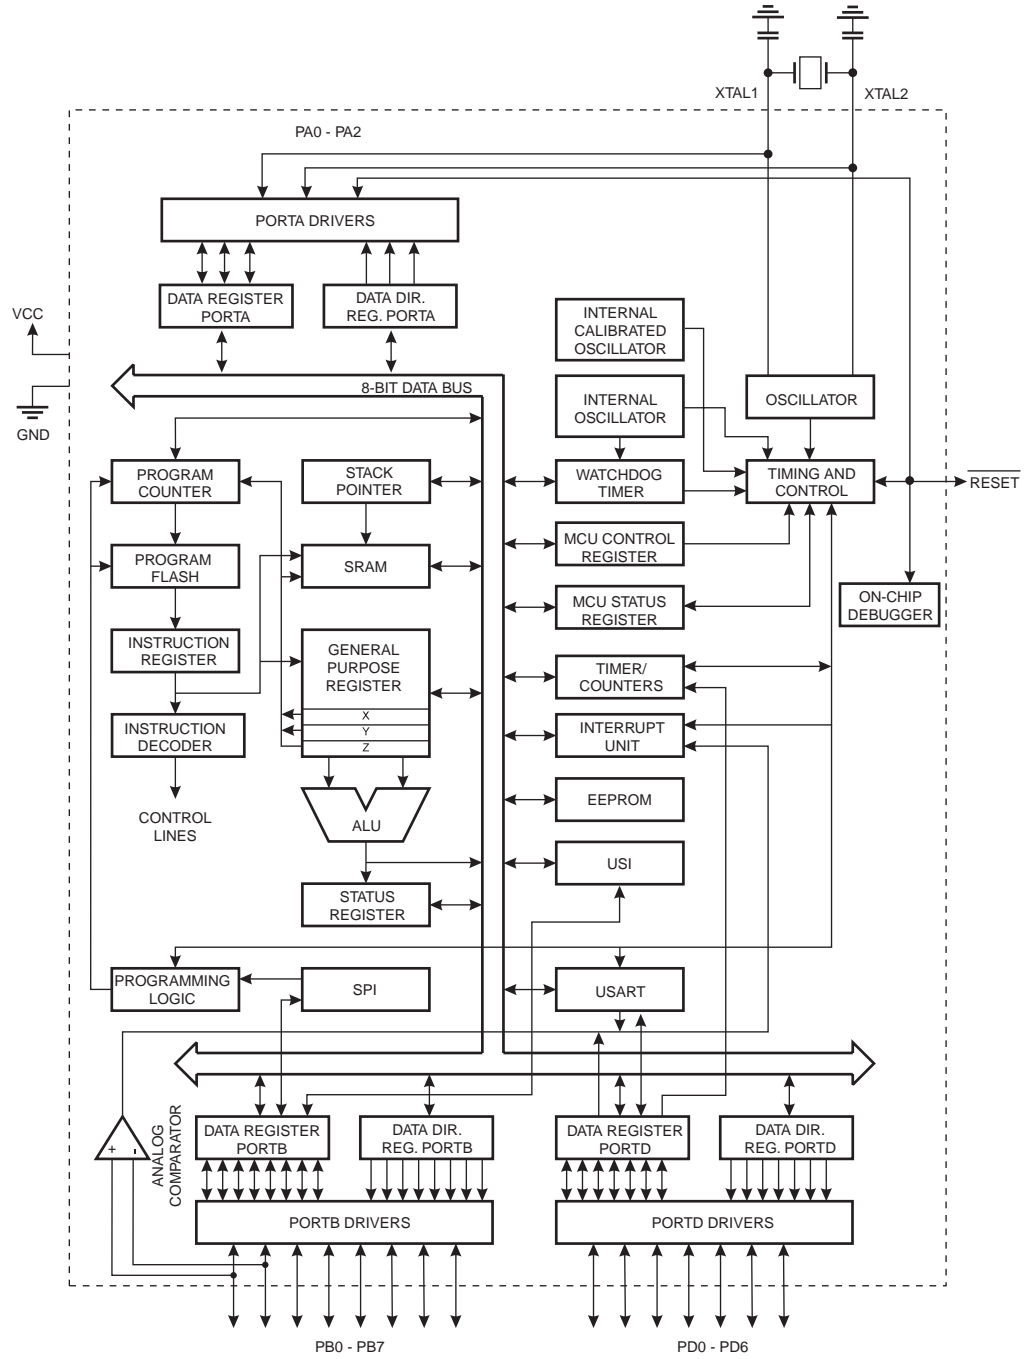 XTAL1
XTAL2
PA0 - PA2
PORTA DRIVERS
DATA REGISTER
PORTA
DATA DIR.
REG. PORTA
VCC
GND
8-BIT DATA BUS
INTERNAL
CALIBRATED
OSCILLATOR
INTERNAL
OSCILLATOR
OSCILLATOR
PROGRAM
COUNTER
STACK
POINTER
WATCHDOG
TIMER
TIMING AND
CONTROL
RESET
PROGRAM
FLASH
SRAM
MCU CONTROL
REGISTER
MCU STATUS
REGISTER
ON-CHIP
DEBUGGER
INSTRUCTION
REGISTER
GENERAL
PURPOSE
REGISTER
X
Y
Z
TIMER/
COUNTERS
INSTRUCTION
DECODER
INTERRUPT
UNIT
CONTROL
LINES
ALU
EEPROM
USI
STATUS
REGISTER
PROGRAMMING
LOGIC
SPI
USART
+
-
ANALOG
COMPARATOR
DATA REGISTER
PORTB
DATA DIR.
REG. PORTB
DATA REGISTER
PORTD
DATA DIR.
REG. PORTD
PORTB DRIVERS
PORTD DRIVERS
PB0 - PB7
PD0 - PD6